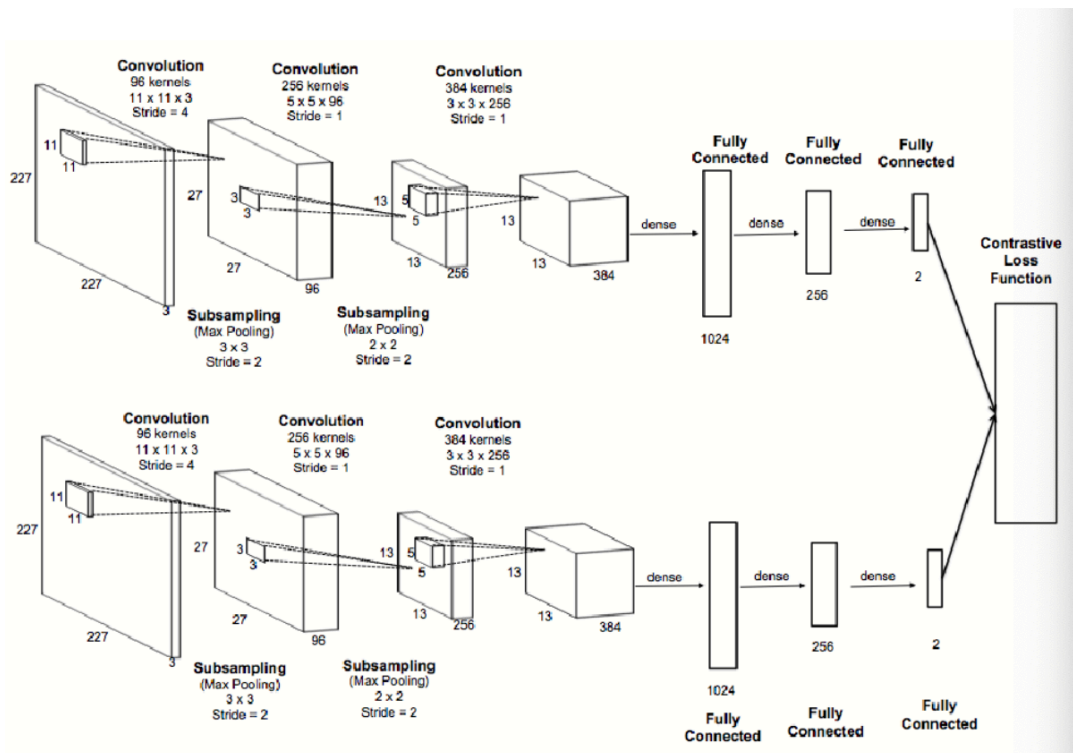 Convolution
96 kernels
11 x 11 x 3
Stride = 4
Convolution
256 kernels
5 x 5 x 96
Stride = 1
Convolution
384 kernels
3 x 3 x 256
Stride = 1
11
11
227
227
3
27
3
3
27
96
13
5
5
13
256
13
13
384
Subsampling
(Max Pooling)
3 x 3
Stride = 2
Subsampling
(Max Pooling)
2 x 2
Stride = 2
dense
Fully
Connected
1024
dense
Fully
Connected
256
dense
Fully
Connected
2
Contrastive
Loss
Function
Convolution
96 kernels
11 x 11 x 3
Stride = 4
Convolution
256 kernels
5 x 5 x 96
Stride = 1
Convolution
384 kernels
3 x 3 x 256
Stride = 1
11
11
227
227
3
27
3
3
27
96
13
5
5
13
256
13
13
384
Subsampling
(Max Pooling)
3 x 3
Stride = 2
Subsampling
(Max Pooling)
2 x 2
Stride = 2
dense
1024
Fully
Connected
dense
256
Fully
Connected
dense
2
Fully
Connected